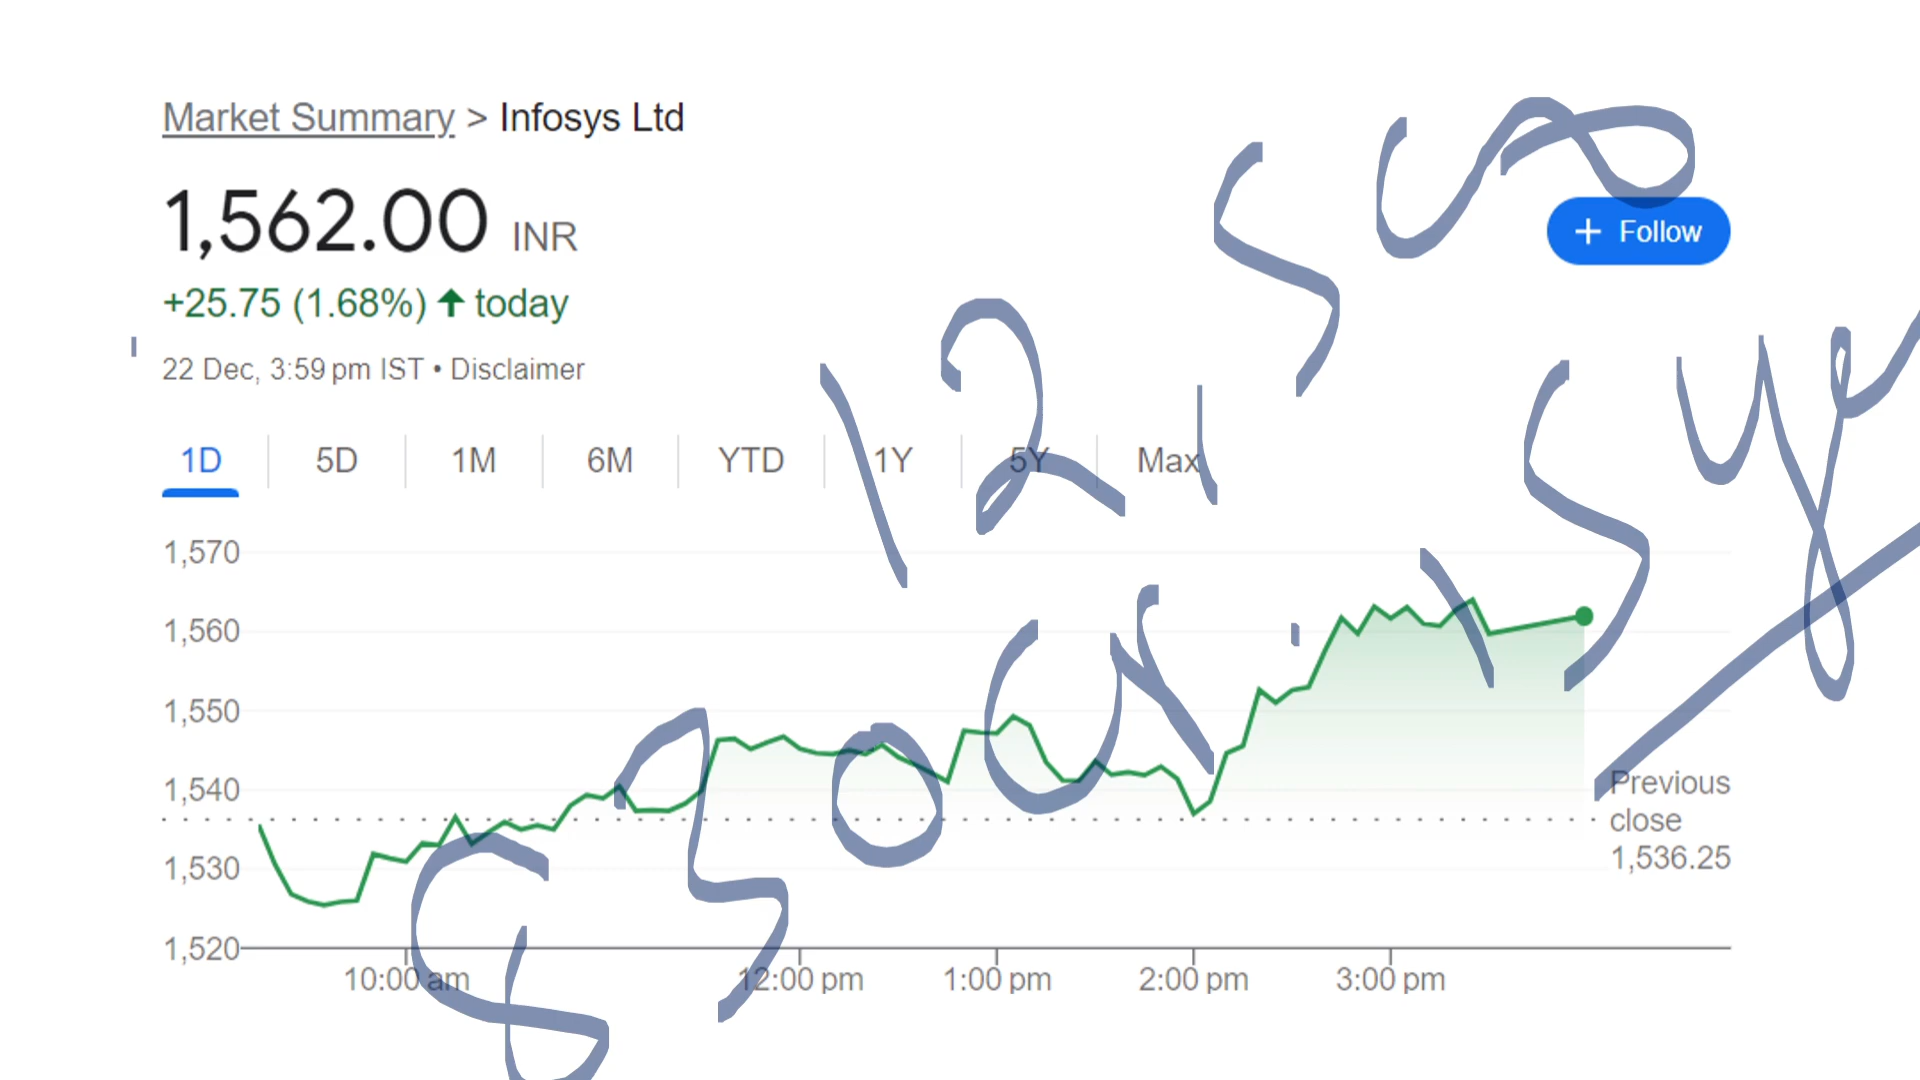 Market Summary > Infosys Ltd
1,562.00 INR
+25.75 (1.68%) ↑ today
+ Follow
22 Dec, 3:59 pm IST • Disclaimer
1D 5D 1M 6M YTD 1Y 5Y Max
1,570
1,560
1,550
1,540
1,530
1,520
Previous
close
1,536.25
10:00 am 12:00 pm 1:00 pm 2:00 pm 3:00 pm